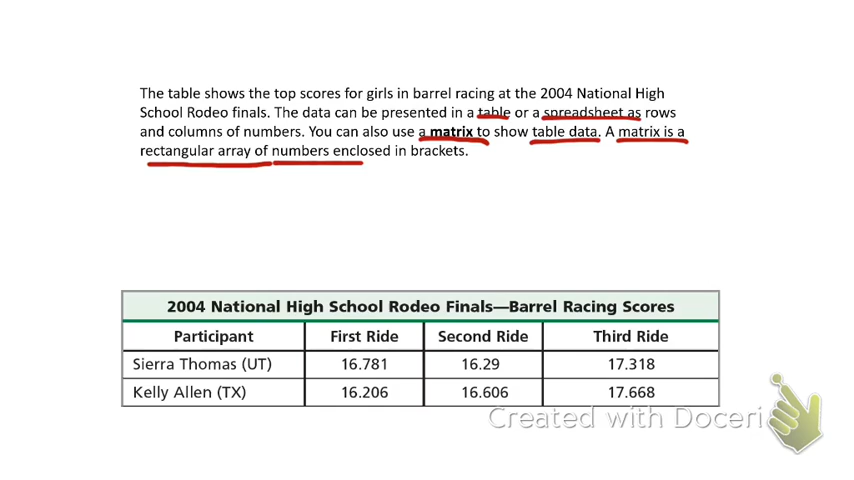 The table shows the top scores for girls in barrel racing at the 2004 National High
School Rodeo finals. The data can be presented in a table or a spreadsheet as rows
and columns of numbers. You can also use a matrix to show table data. A matrix is a
rectangular array of numbers enclosed in brackets.
2004 National High School Rodeo Finals—Barrel Racing Scores
Participant First Ride Second Ride Third Ride
Sierra Thomas (UT) 16.781 16.29 17.318
Kelly Allen (TX) 16.206 16.606 17.668
Created with Doceri